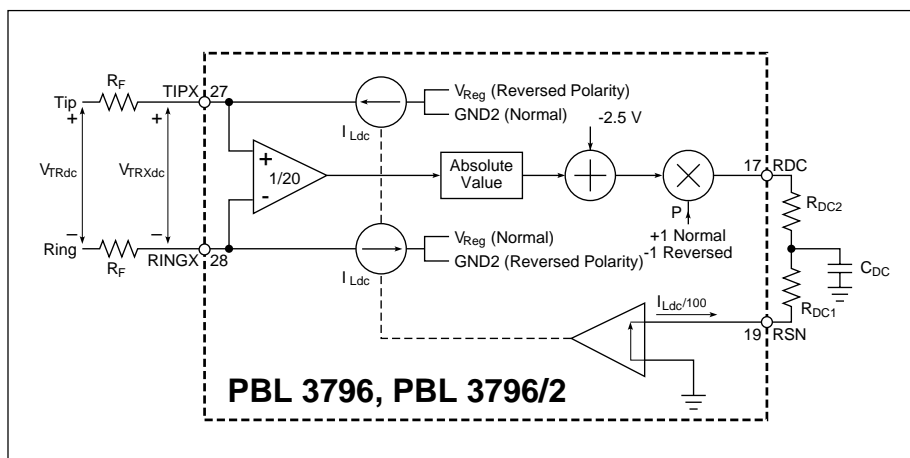 Tip
+
V_TRdc
–
Ring
R_F
R_F
+
V_TRXdc
–
TIPX
27
RINGX
28
+
1/20
-
I_Ldc
V_Reg (Reversed Polarity)
GND2 (Normal)
I_Ldc
V_Reg (Normal)
GND2 (Reversed Polarity)
Absolute
Value
-2.5 V
P
+1 Normal
-1 Reversed
17
RDC
R_DC2
C_DC
R_DC1
I_Ldc/100
19
RSN
PBL 3796, PBL 3796/2